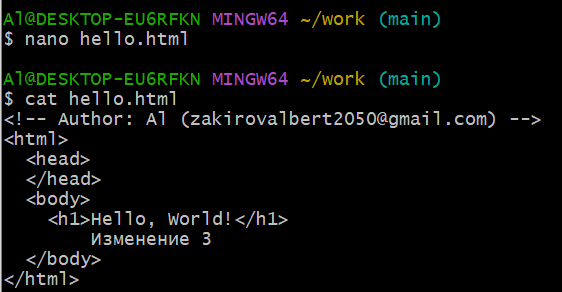 Al@DESKTOP-EU6RFKN MINGW64 ~/work (main)
$ nano hello.html

Al@DESKTOP-EU6RFKN MINGW64 ~/work (main)
$ cat hello.html
<!-- Author: Al (zakirovalbert2050@gmail.com) -->
<html>
  <head>
  </head>
  <body>
    <h1>Hello, World!</h1>
        Изменение 3
  </body>
</html>